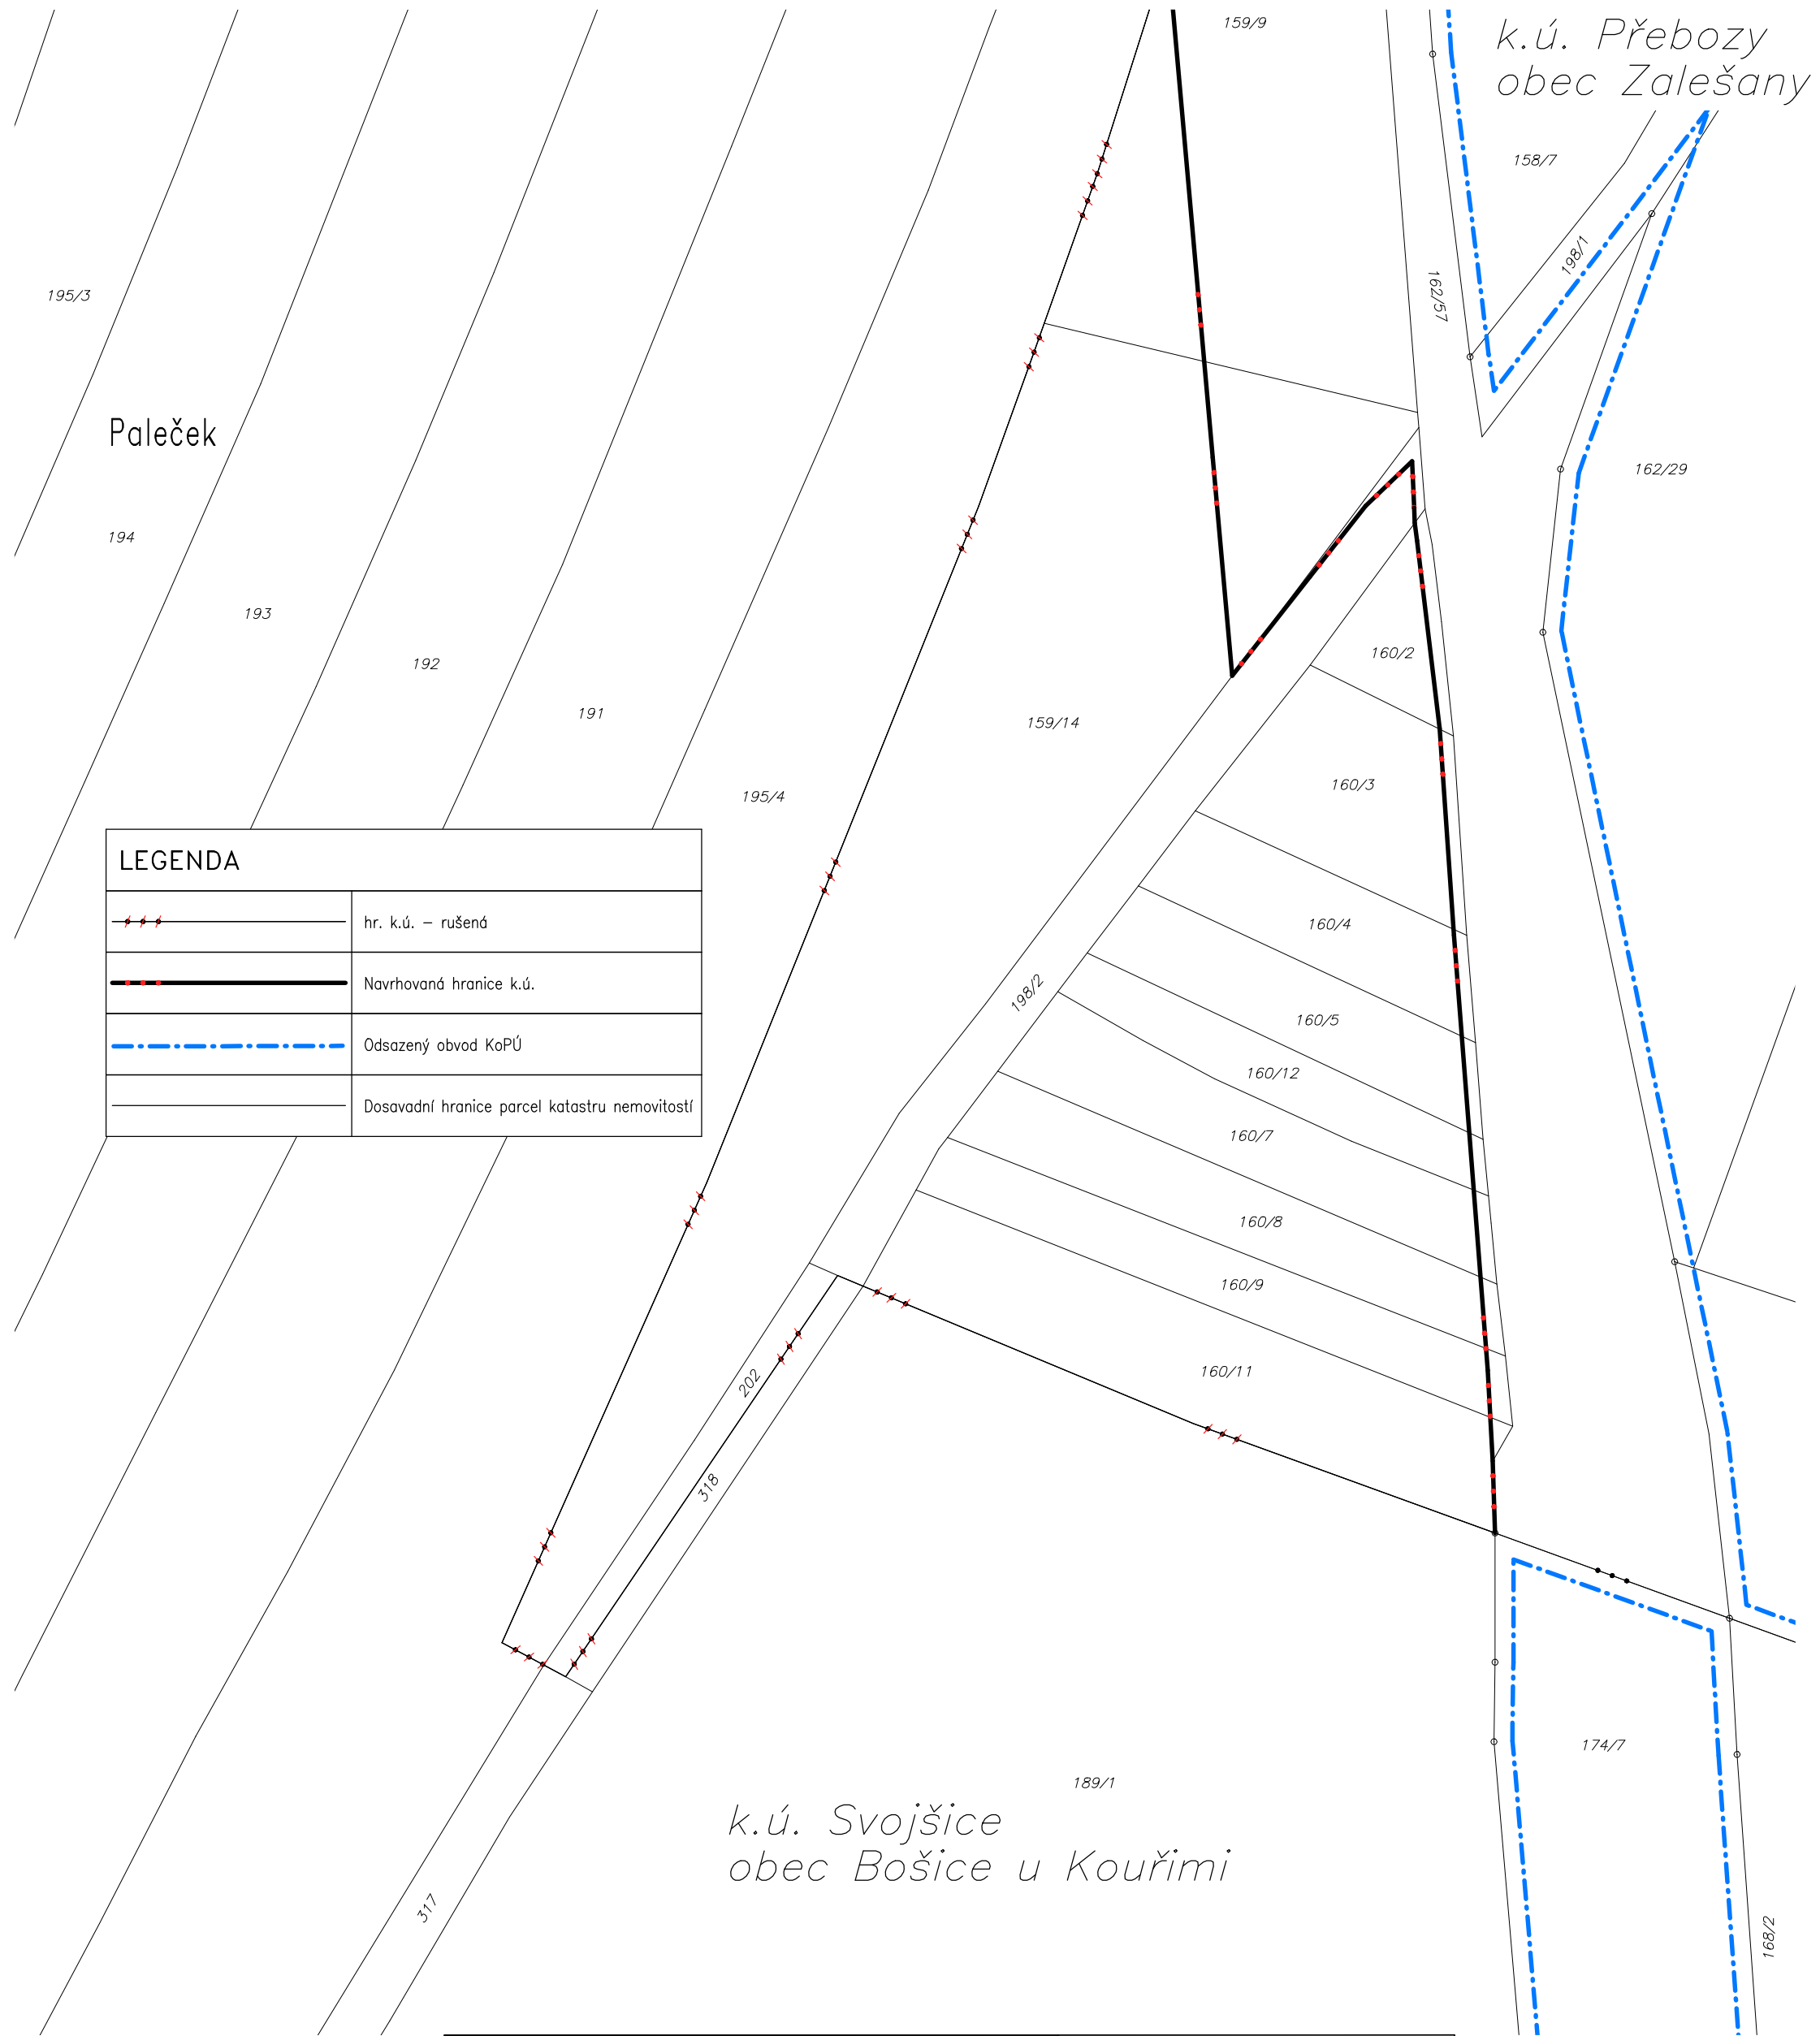 159/9
k.ú. Přebozy
obec Zalešany
158/7
198/1
162/57
195/3
Paleček
162/29
194
193
192
191
160/2
159/14
160/3
195/4
LEGENDA
hr. k.ú. – rušená
Navrhovaná hranice k.ú.
Odsazený obvod KoPÚ
Dosavadní hranice parcel katastru nemovitostí
160/4
198/2
160/5
160/12
160/7
160/8
160/9
160/11
202
318
174/7
189/1
k.ú. Svojšice
obec Bošice u Kouřimi
317
168/2